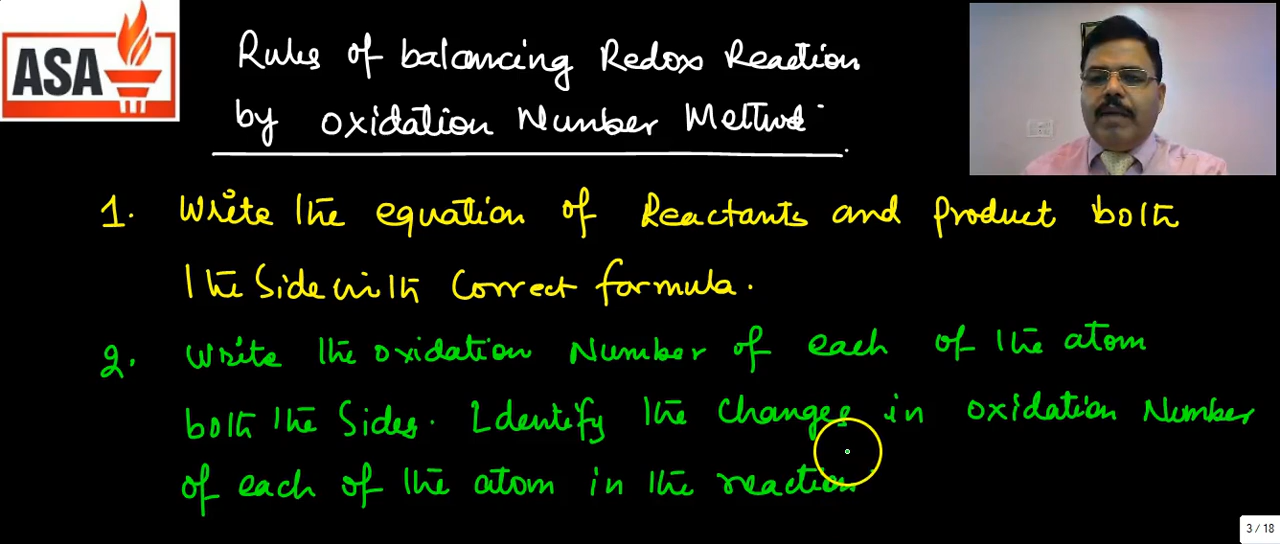 ASA
Rules of balancing Redox Reaction
by oxidation Number Method
1. Write the equation of Reactants and product both
the Side with Correct formula.
2. Write the oxidation Number of each of the atom
both the Sides. Identify the changes in oxidation Number
of each of the atom in the reaction
3 / 18